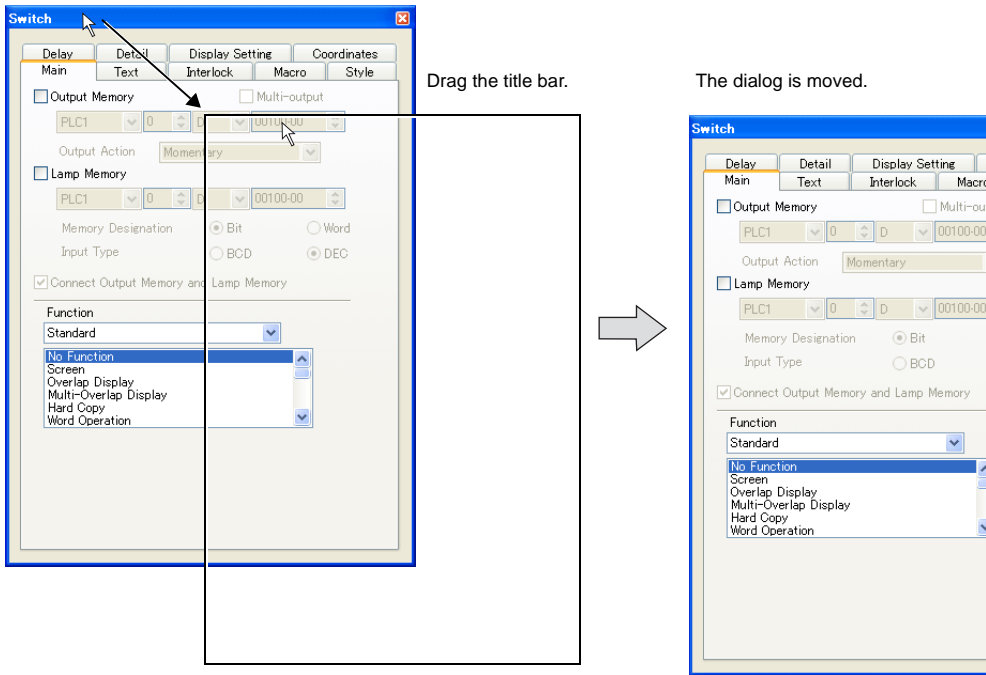 Switch
Delay Detail Display Setting Coordinates
Main Text Interlock Macro Style
Output Memory Multi-output
PLC1 0 D 00100-00
Output Action Momentary
Lamp Memory
PLC1 0 D 00100-00
Memory Designation Bit Word
Input Type BCD DEC
Connect Output Memory and Lamp Memory
Function
Standard
No Function
Screen
Overlap Display
Multi-Overlap Display
Hard Copy
Word Operation
Drag the title bar.
The dialog is moved.
Switch
Delay Detail Display Setting
Main Text Interlock Macro
Output Memory Multi-ou
PLC1 0 D 00100-00
Output Action Momentary
Lamp Memory
PLC1 0 D 00100-00
Memory Designation Bit
Input Type BCD
Connect Output Memory and Lamp Memory
Function
Standard
No Function
Screen
Overlap Display
Multi-Overlap Display
Hard Copy
Word Operation